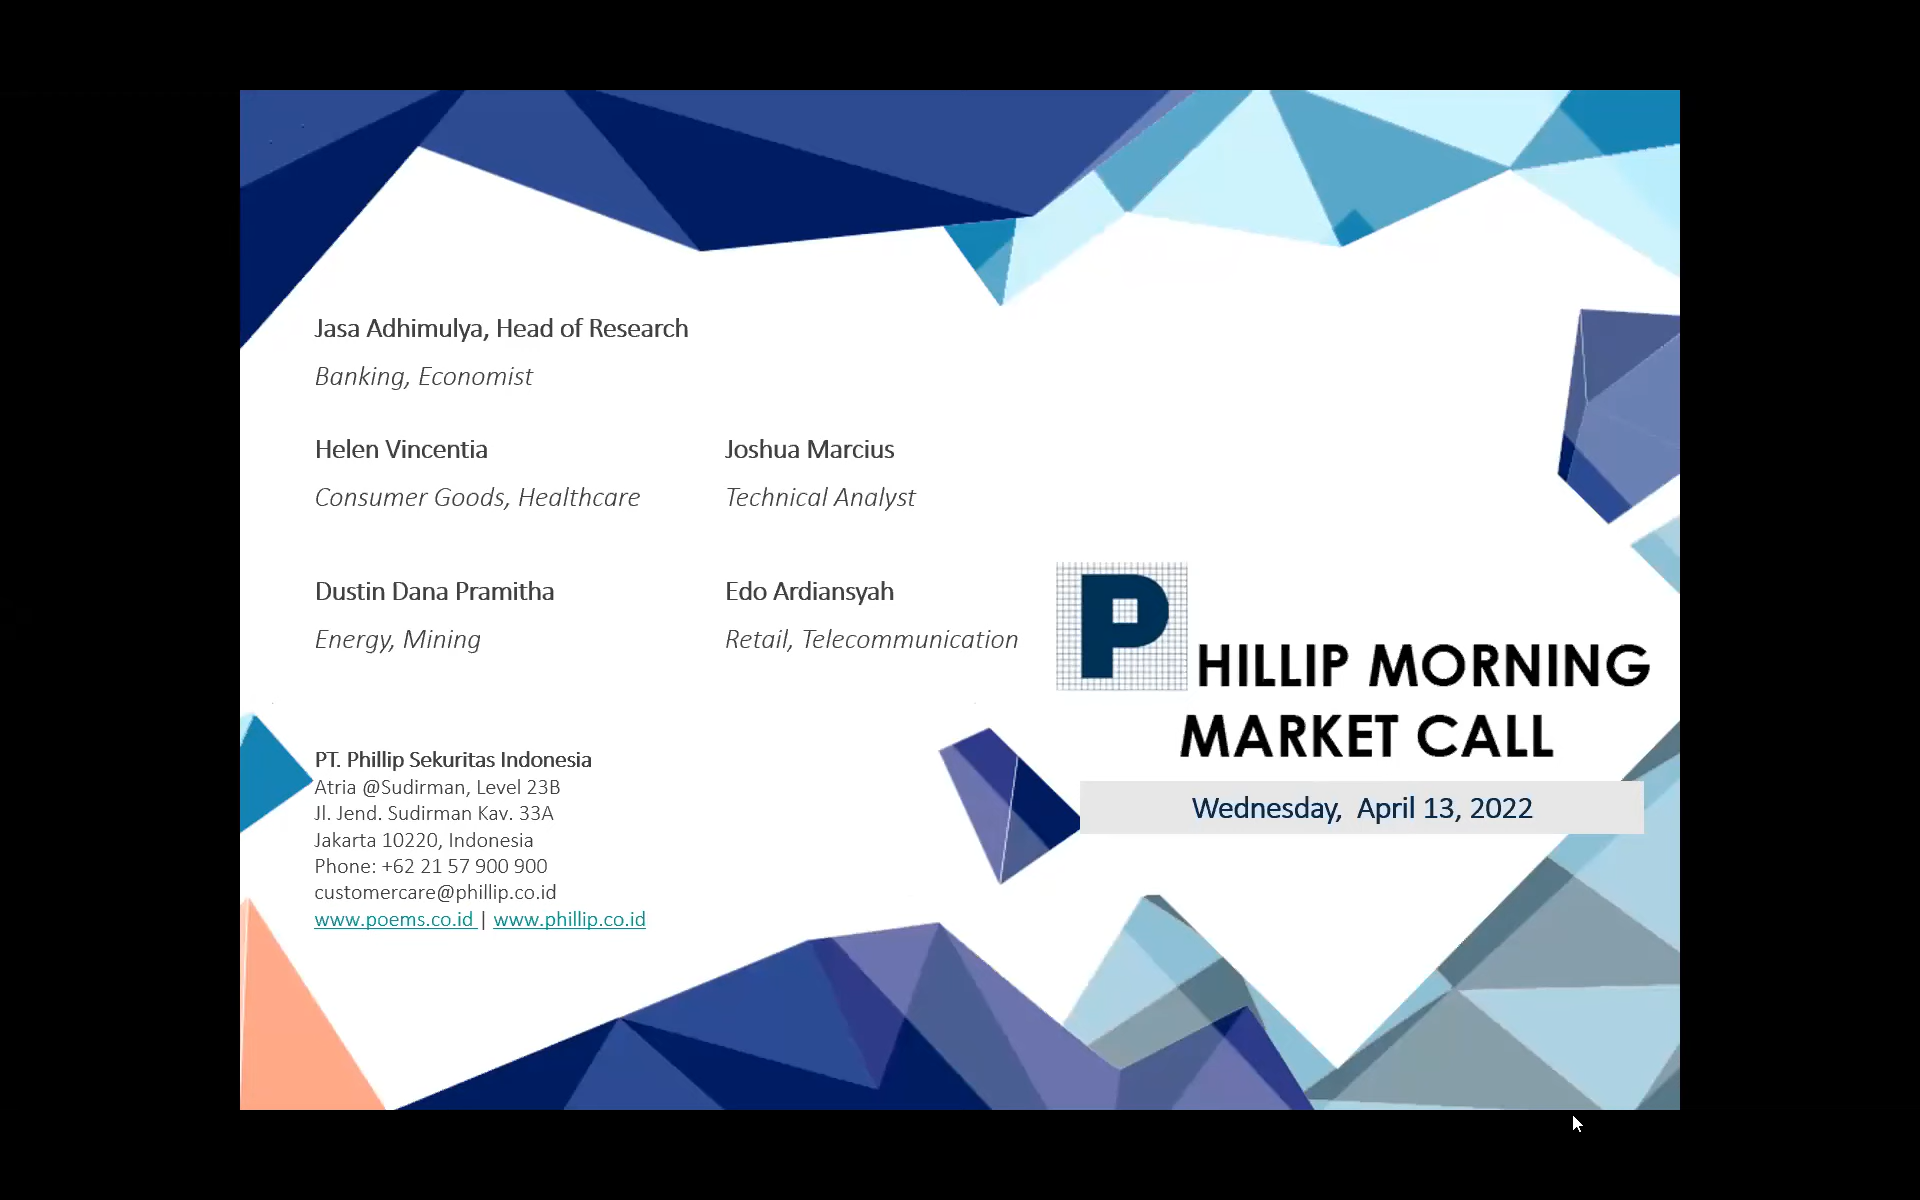 Jasa Adhimulya, Head of Research
Banking, Economist
Helen Vincentia
Consumer Goods, Healthcare
Joshua Marcius
Technical Analyst
Dustin Dana Pramitha
Energy, Mining
Edo Ardiansyah
Retail, Telecommunication
PT. Phillip Sekuritas Indonesia
Atria @Sudirman, Level 23B
Jl. Jend. Sudirman Kav. 33A
Jakarta 10220, Indonesia
Phone: +62 21 57 900 900
customercare@phillip.co.id
www.poems.co.id | www.phillip.co.id
PHILLIP MORNING
MARKET CALL
Wednesday, April 13, 2022